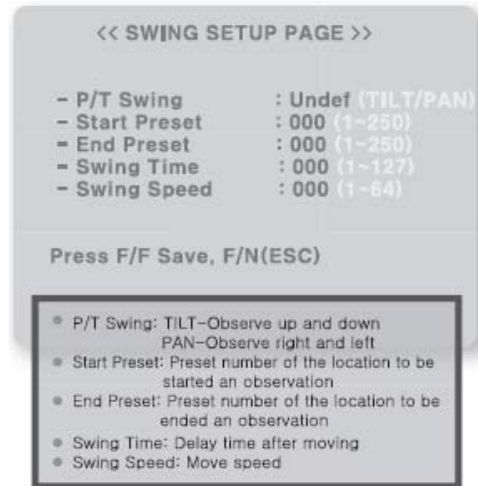 << SWING SETUP PAGE >>
- P/T Swing : Undef (TILT/PAN)
- Start Preset : 000 (1~250)
- End Preset : 000 (1~250)
- Swing Time : 000 (1~127)
- Swing Speed : 000 (1~64)
Press F/F Save, F/N(ESC)
• P/T Swing: TILT-Observe up and down
PAN-Observe right and left
• Start Preset: Preset number of the location to be
started an observation
• End Preset: Preset number of the location to be
ended an observation
• Swing Time: Delay time after moving
• Swing Speed: Move speed